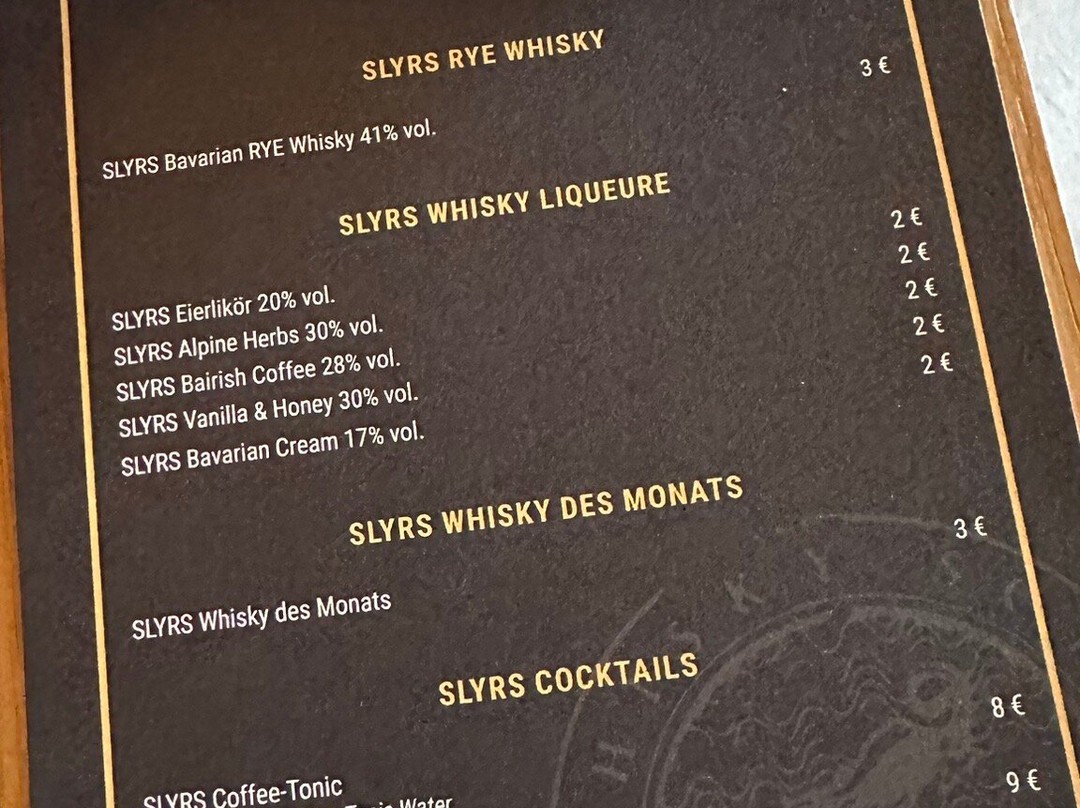 SLYRS RYE WHISKY
SLYRS Bavarian RYE Whisky 41% vol. 3 €
SLYRS WHISKY LIQUEURE
SLYRS Eierlikör 20% vol. 2 €
SLYRS Alpine Herbs 30% vol. 2 €
SLYRS Bairish Coffee 28% vol. 2 €
SLYRS Vanilla & Honey 30% vol. 2 €
SLYRS Bavarian Cream 17% vol. 2 €
SLYRS WHISKY DES MONATS
SLYRS Whisky des Monats 3 €
SLYRS COCKTAILS
SLYRS Coffee-Tonic 8 €
Water 9 €